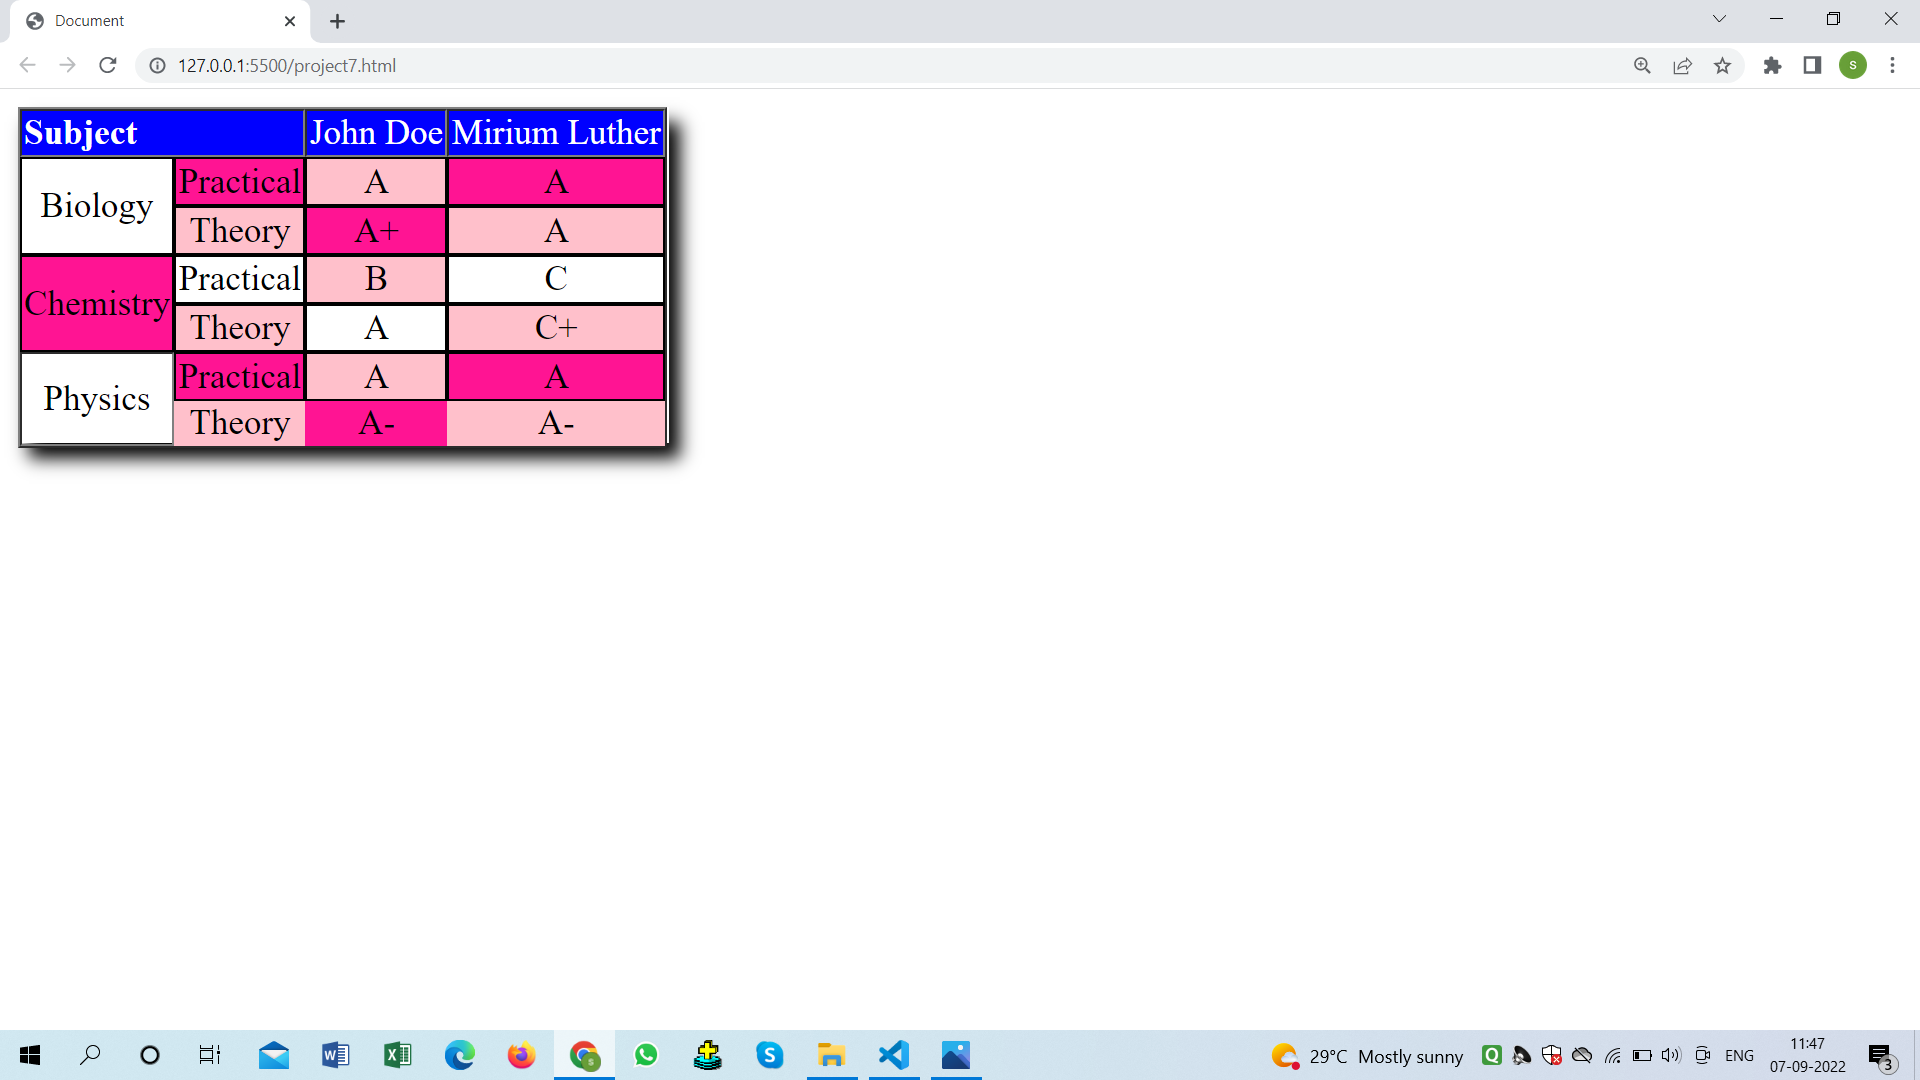 Document
127.0.0.1:5500/project7.html
S
Subject John Doe Mirium Luther
Biology Practical A A
Theory A+ A
Chemistry Practical B C
Theory A C+
Physics Practical A A
Theory A- A-
29°C Mostly sunny
ENG
11:47
07-09-2022
3